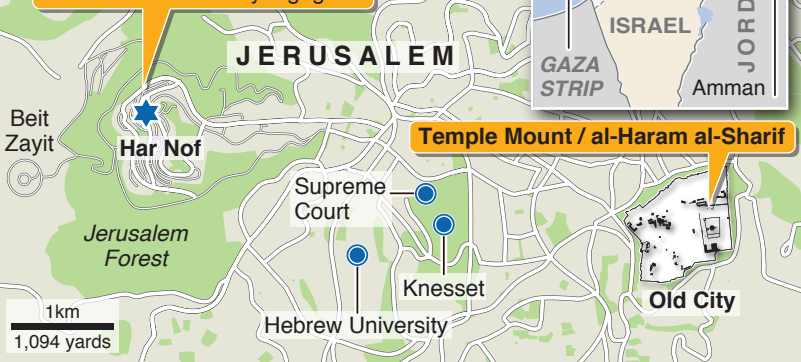 JERUSALEM
ISRAEL
JORD
GAZA
STRIP
Amman
Beit
Zayit
Har Nof
Temple Mount / al-Haram al-Sharif
Supreme
Court
Jerusalem
Forest
Knesset
Old City
1km
1,094 yards
Hebrew University